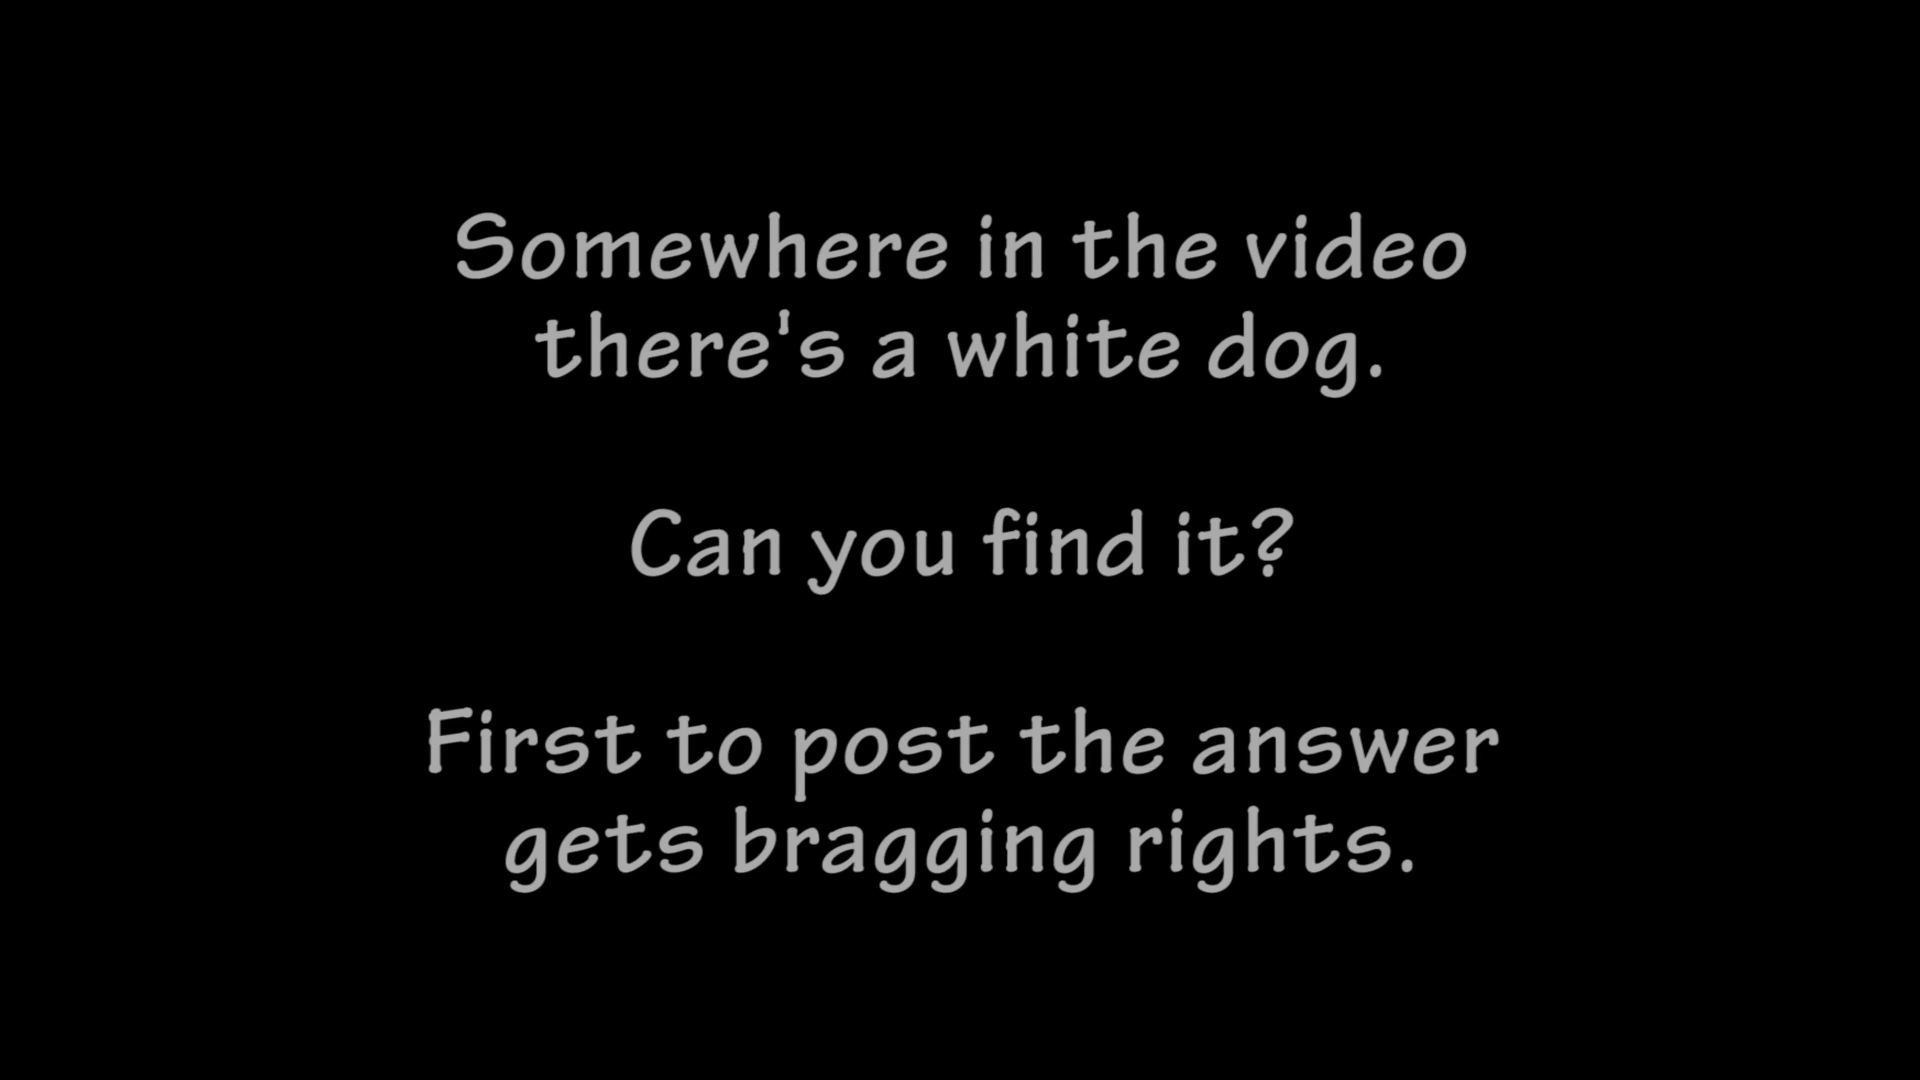 Somewhere in the video
there's a white dog.
Can you find it?
First to post the answer
gets bragging rights.